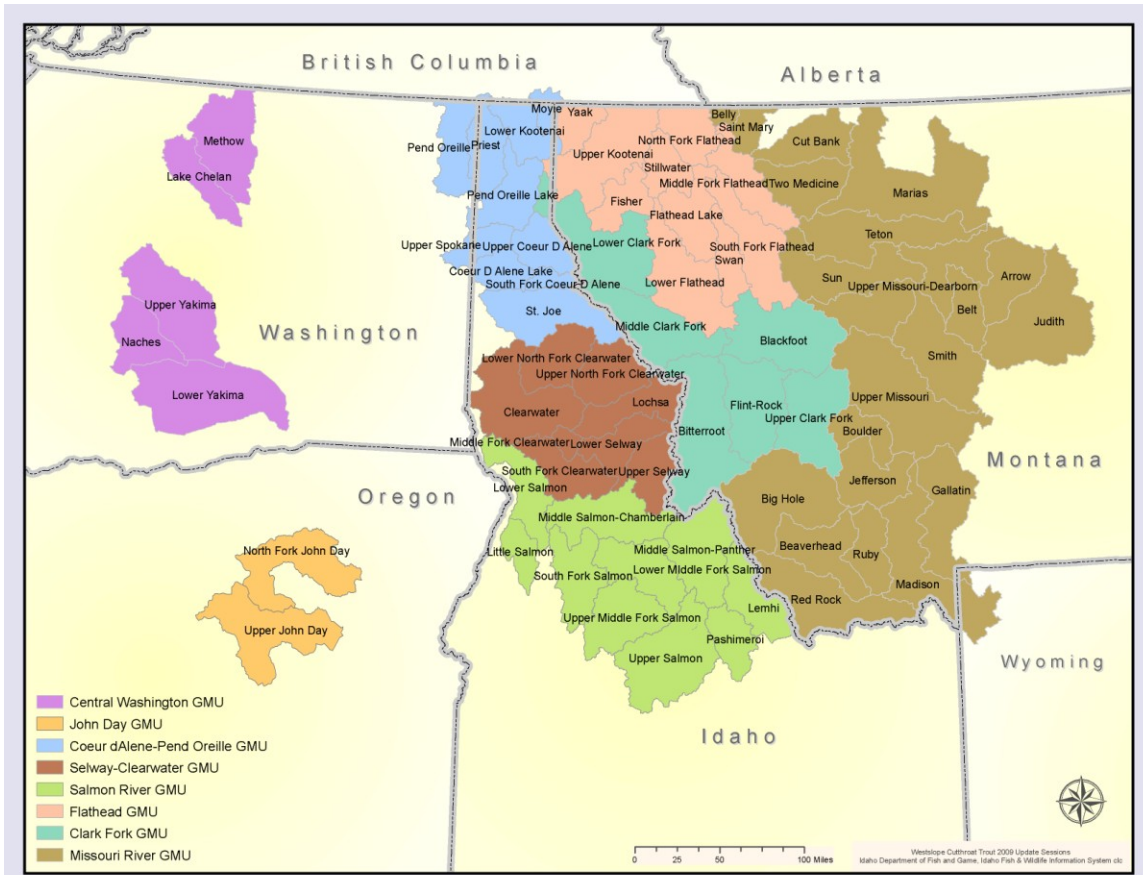 British Columbia
Alberta
Moyie
Yaak
Belly
Saint Mary
Methow
Lower Kootenai
North Fork Flathead
Cut Bank
Pend Oreille
Priest
Upper Kootenai
Stillwater
Lake Chelan
Middle Fork Flathead
Two Medicine
Marias
Pend Oreille Lake
Fisher
Flathead Lake
Teton
Upper Spokane
Upper Coeur D Alene
Lower Clark Fork
South Fork Flathead
Swan
Coeur D Alene Lake
South Fork Coeur D Alene
Lower Flathead
Sun
Upper Missouri-Dearborn
Arrow
Upper Yakima
St. Joe
Belt
Judith
Washington
Middle Clark Fork
Blackfoot
Naches
Lower North Fork Clearwater
Smith
Upper North Fork Clearwater
Lower Yakima
Clearwater
Lochsa
Flint-Rock
Upper Missouri
Upper Clark Fork
Bitterroot
Boulder
Middle Fork Clearwater
Lower Selway
Montana
South Fork Clearwater
Upper Selway
Jefferson
Gallatin
Oregon
Lower Salmon
Big Hole
Middle Salmon-Chamberlain
North Fork John Day
Little Salmon
Middle Salmon-Panther
Beaverhead
Ruby
South Fork Salmon
Lower Middle Fork Salmon
Madison
Red Rock
Lemhi
Upper Middle Fork Salmon
Upper John Day
Pashimeroi
Upper Salmon
Wyoming
Idaho
Central Washington GMU
John Day GMU
Coeur dAlene-Pend Oreille GMU
Selway-Clearwater GMU
Salmon River GMU
Flathead GMU
Clark Fork GMU
Missouri River GMU
0 25 50 100 Miles
Westslope Cutthroat Trout 2009 Update Sessions
Idaho Department of Fish and Game, Idaho Fish & Wildlife Information System clc